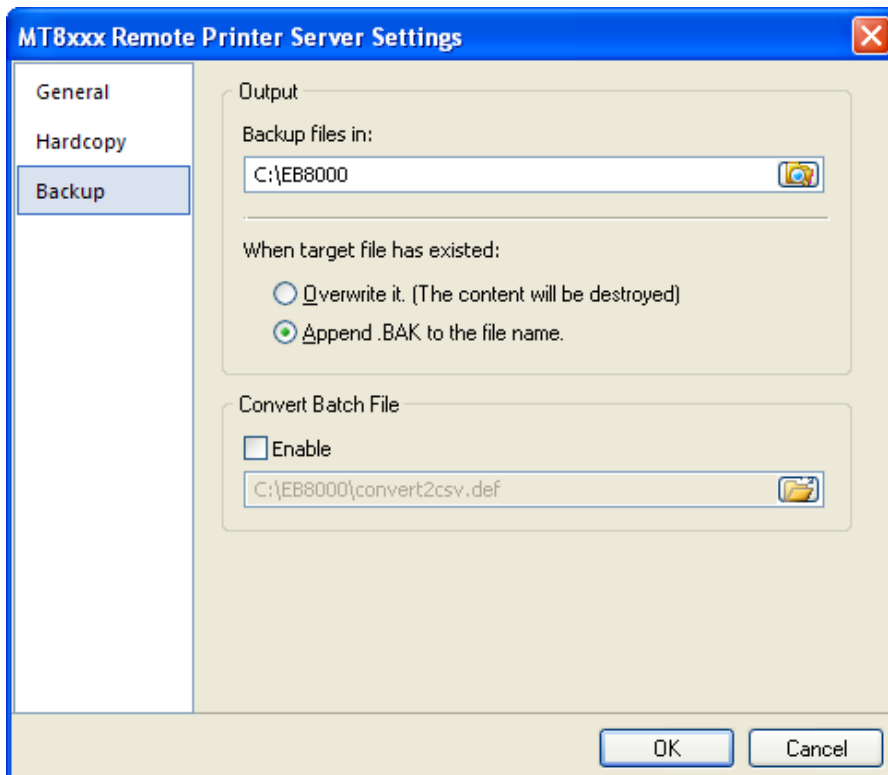 MT8xxx Remote Printer Server Settings
General
Hardcopy
Backup
Output
Backup files in:
C:\EB8000
When target file has existed:
Overwrite it. (The content will be destroyed)
Append .BAK to the file name.
Convert Batch File
Enable
C:\EB8000\convert2csv.def
OK
Cancel